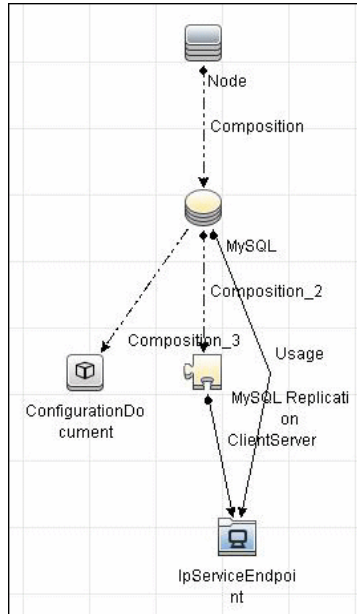 Node
Composition
MySQL
Composition_2
Composition_3
Usage
ConfigurationDo
cument
MySQL Replicati
on
ClientServer
IpServiceEndpoi
nt